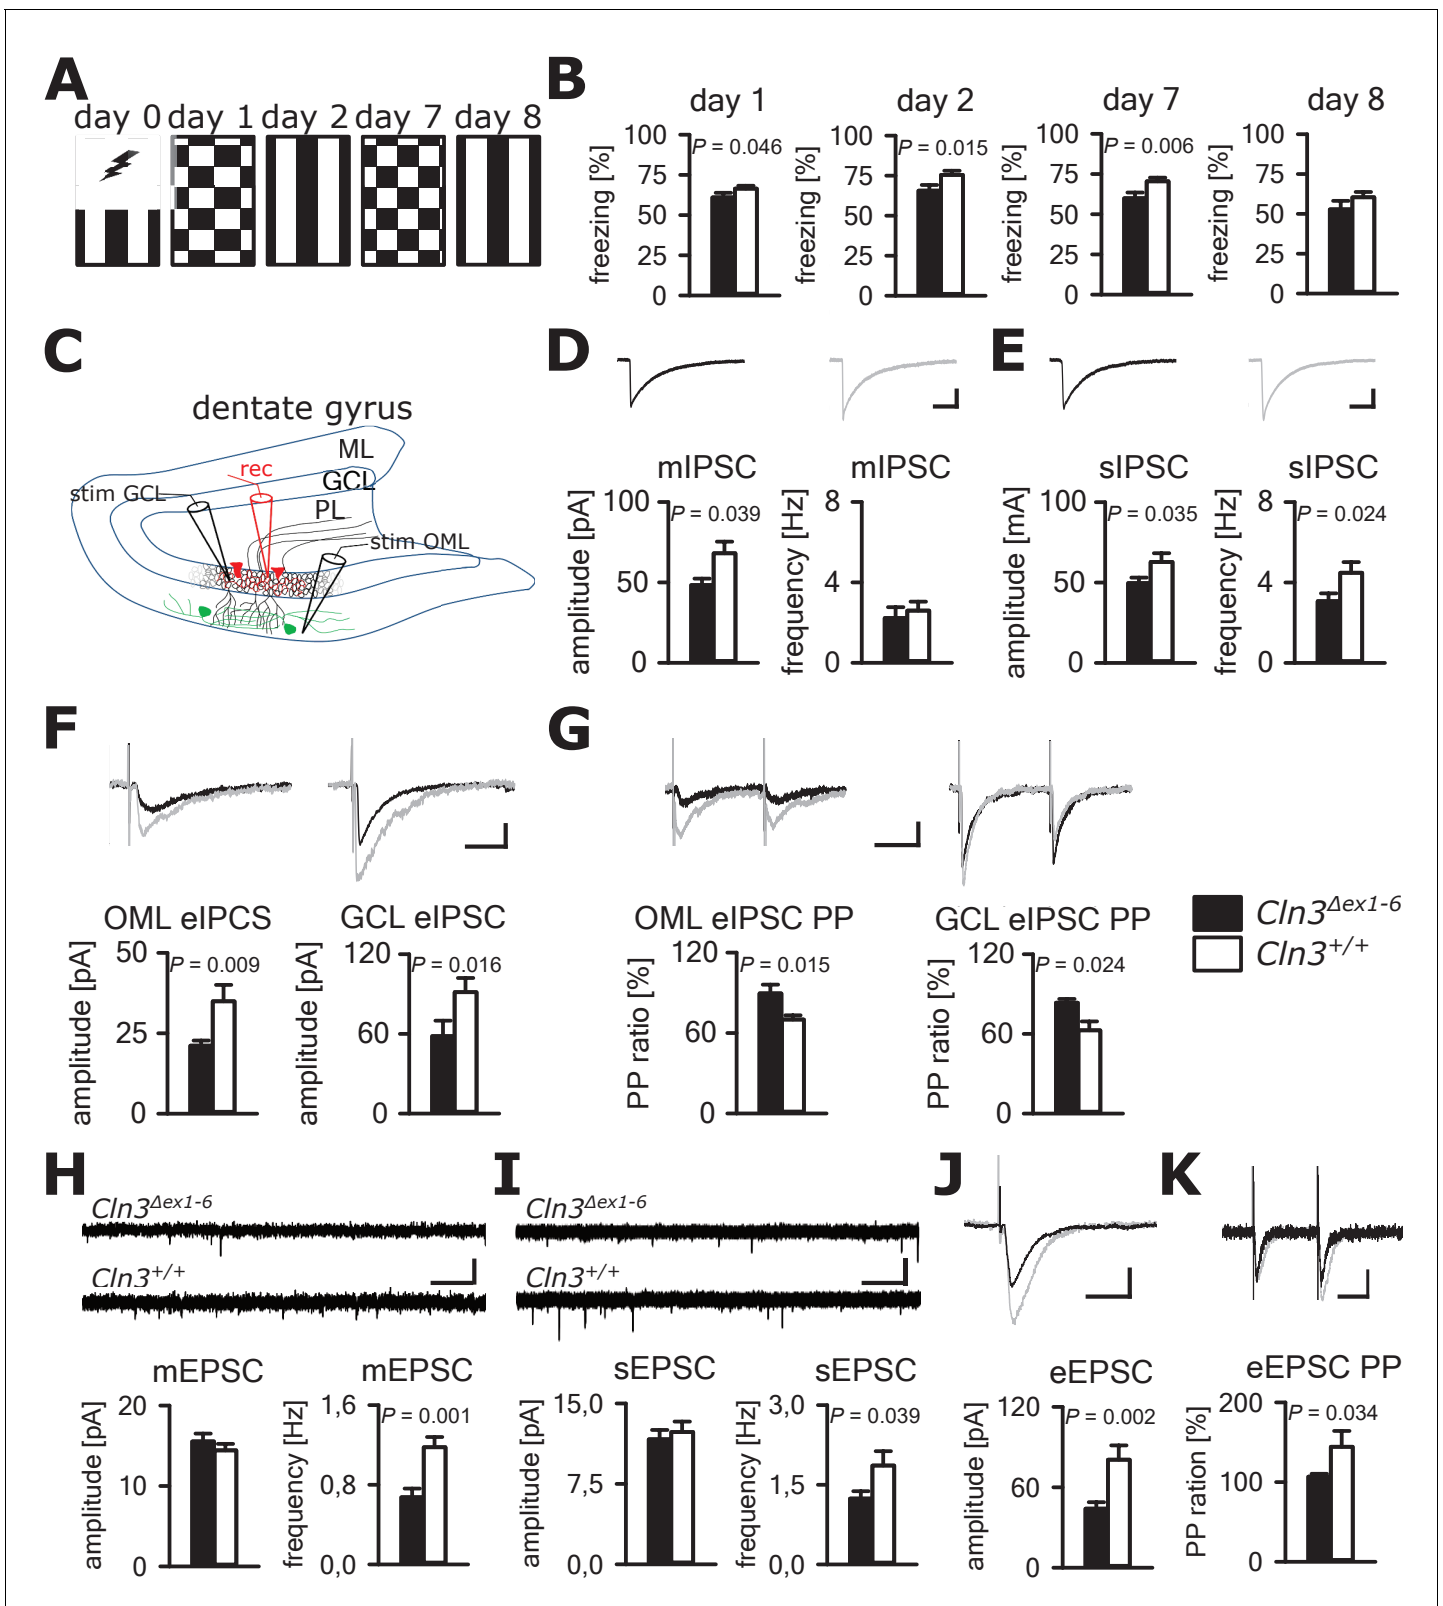 A
day 0 day 1 day 2 day 7 day 8
B
day 1
day 2
day 7
day 8
freezing [%]
100
75
50
25
0
P = 0.046
freezing [%]
100
75
50
25
0
P = 0.015
freezing [%]
100
75
50
25
0
P = 0.006
freezing [%]
100
75
50
25
0
C
dentate gyrus
ML
rec
GCL
stim GCL
PL
stim OML
D
mIPSC
amplitude [pA]
100
50
0
P = 0.039
mIPSC
frequency [Hz]
8
4
0
E
sIPSC
amplitude [mA]
100
50
0
P = 0.035
sIPSC
frequency [Hz]
8
4
0
P = 0.024
F
OML eIPCS
amplitude [pA]
50
25
0
P = 0.009
GCL eIPSC
amplitude [pA]
120
60
0
P = 0.016
G
OML eIPSC PP
PP ratio [%]
120
60
0
P = 0.015
GCL eIPSC PP
PP ratio [%]
120
60
0
P = 0.024
Cln3Δex1-6
Cln3+/+
H
Cln3Δex1-6
Cln3+/+
mEPSC
amplitude [pA]
20
10
0
mEPSC
frequency [Hz]
1,6
0,8
0,0
P = 0.001
I
Cln3Δex1-6
Cln3+/+
sEPSC
amplitude [pA]
15,0
7,5
0,0
sEPSC
frequency [Hz]
3,0
1,5
0,0
P = 0.039
J
eEPSC
amplitude [pA]
120
60
0
P = 0.002
K
eEPSC PP
PP ration [%]
200
100
0
P = 0.034